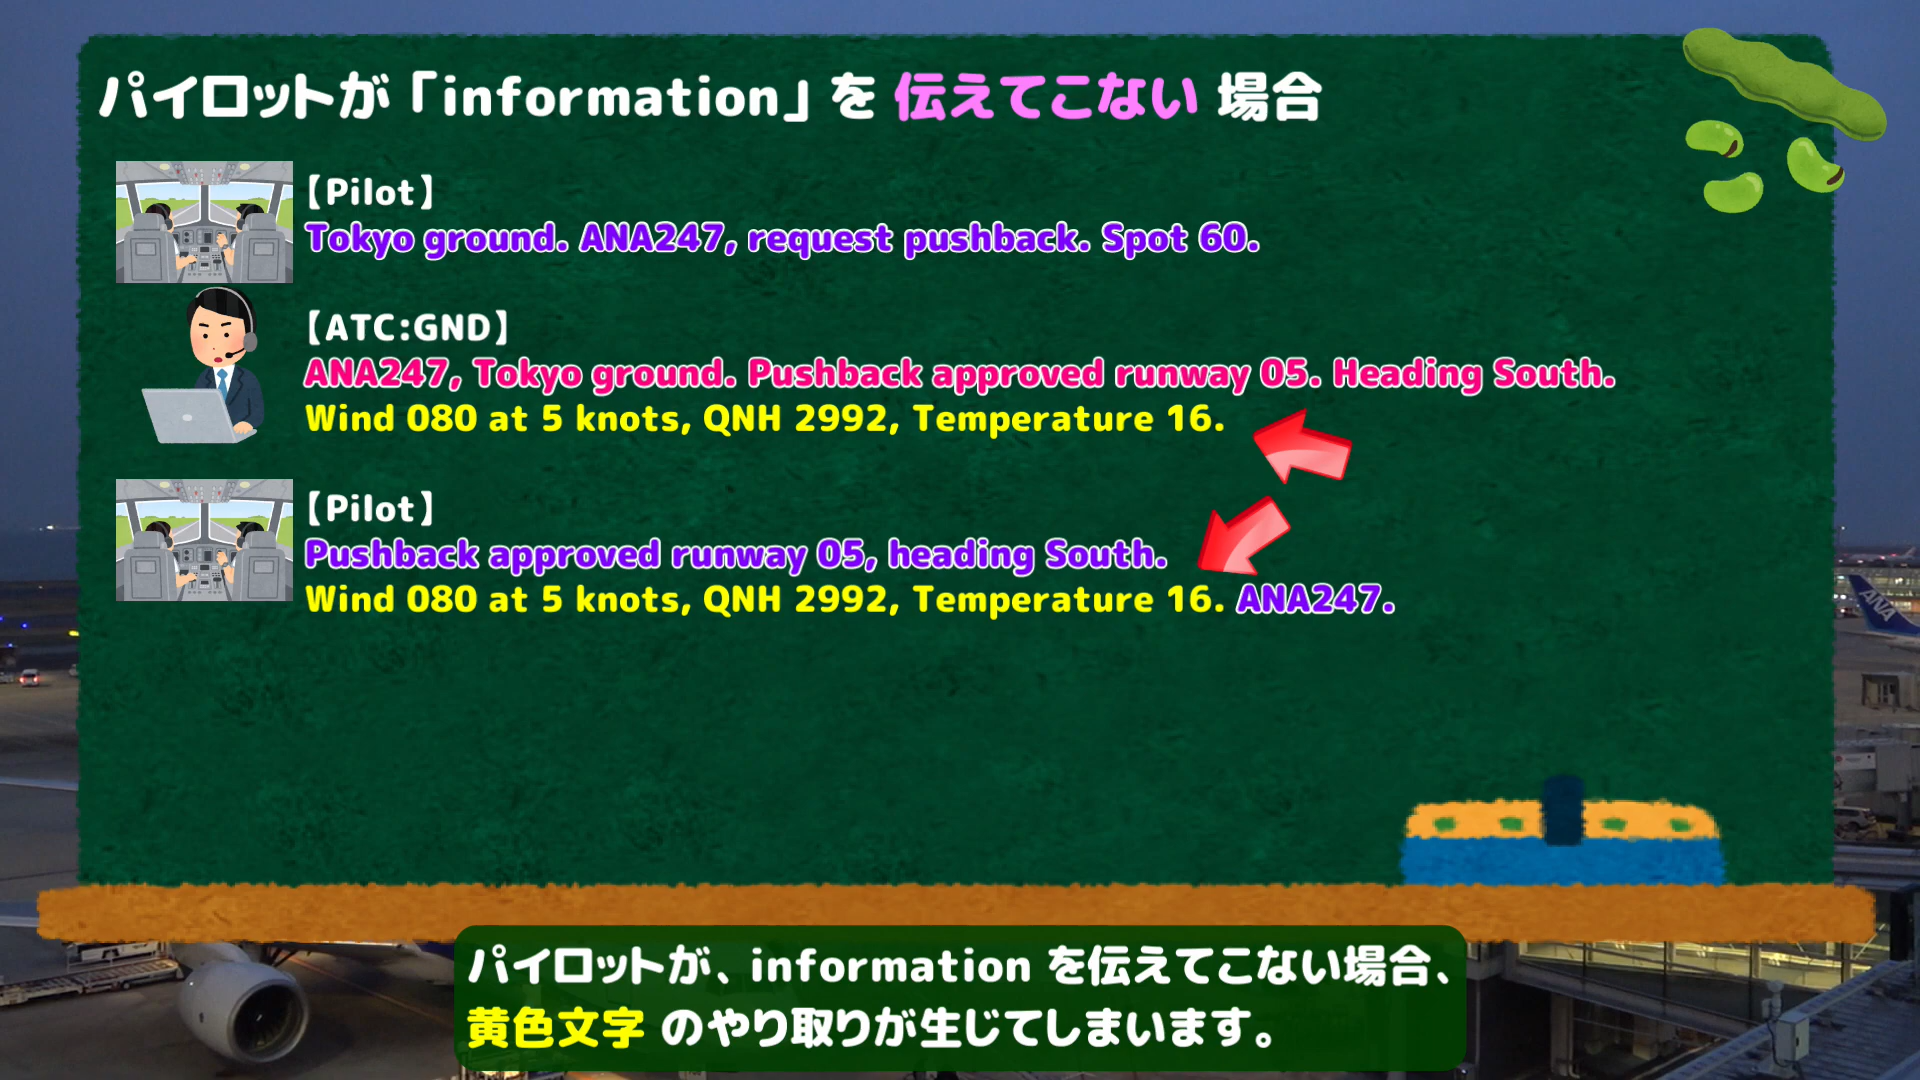 パイロットが「information」を 伝えてこない 場合
【Pilot】
Tokyo ground. ANA247, request pushback. Spot 60.
【ATC:GND】
ANA247, Tokyo ground. Pushback approved runway 05. Heading South.
Wind 080 at 5 knots, QNH 2992, Temperature 16.
【Pilot】
Pushback approved runway 05, heading South.
Wind 080 at 5 knots, QNH 2992, Temperature 16. ANA247.
ANA
パイロットが、information を伝えてこない場合、
黄色文字 のやり取りが生じてしまいます。